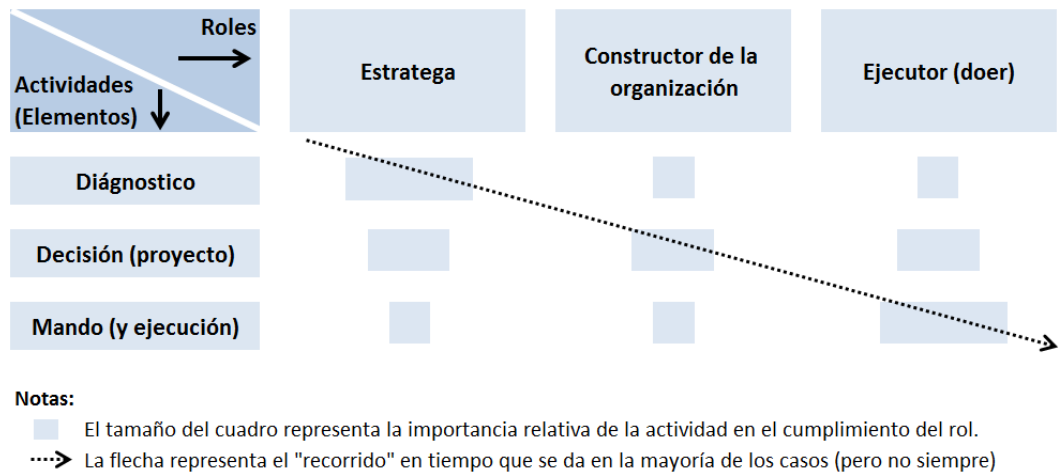 Roles
Actividades
(Elementos)
Estratega
Constructor de la
organización
Ejecutor (doer)
Diágnostico
Decisión (proyecto)
Mando (y ejecución)
Notas:
El tamaño del cuadro representa la importancia relativa de la actividad en el cumplimiento del rol.
La flecha representa el "recorrido" en tiempo que se da en la mayoría de los casos (pero no siempre)